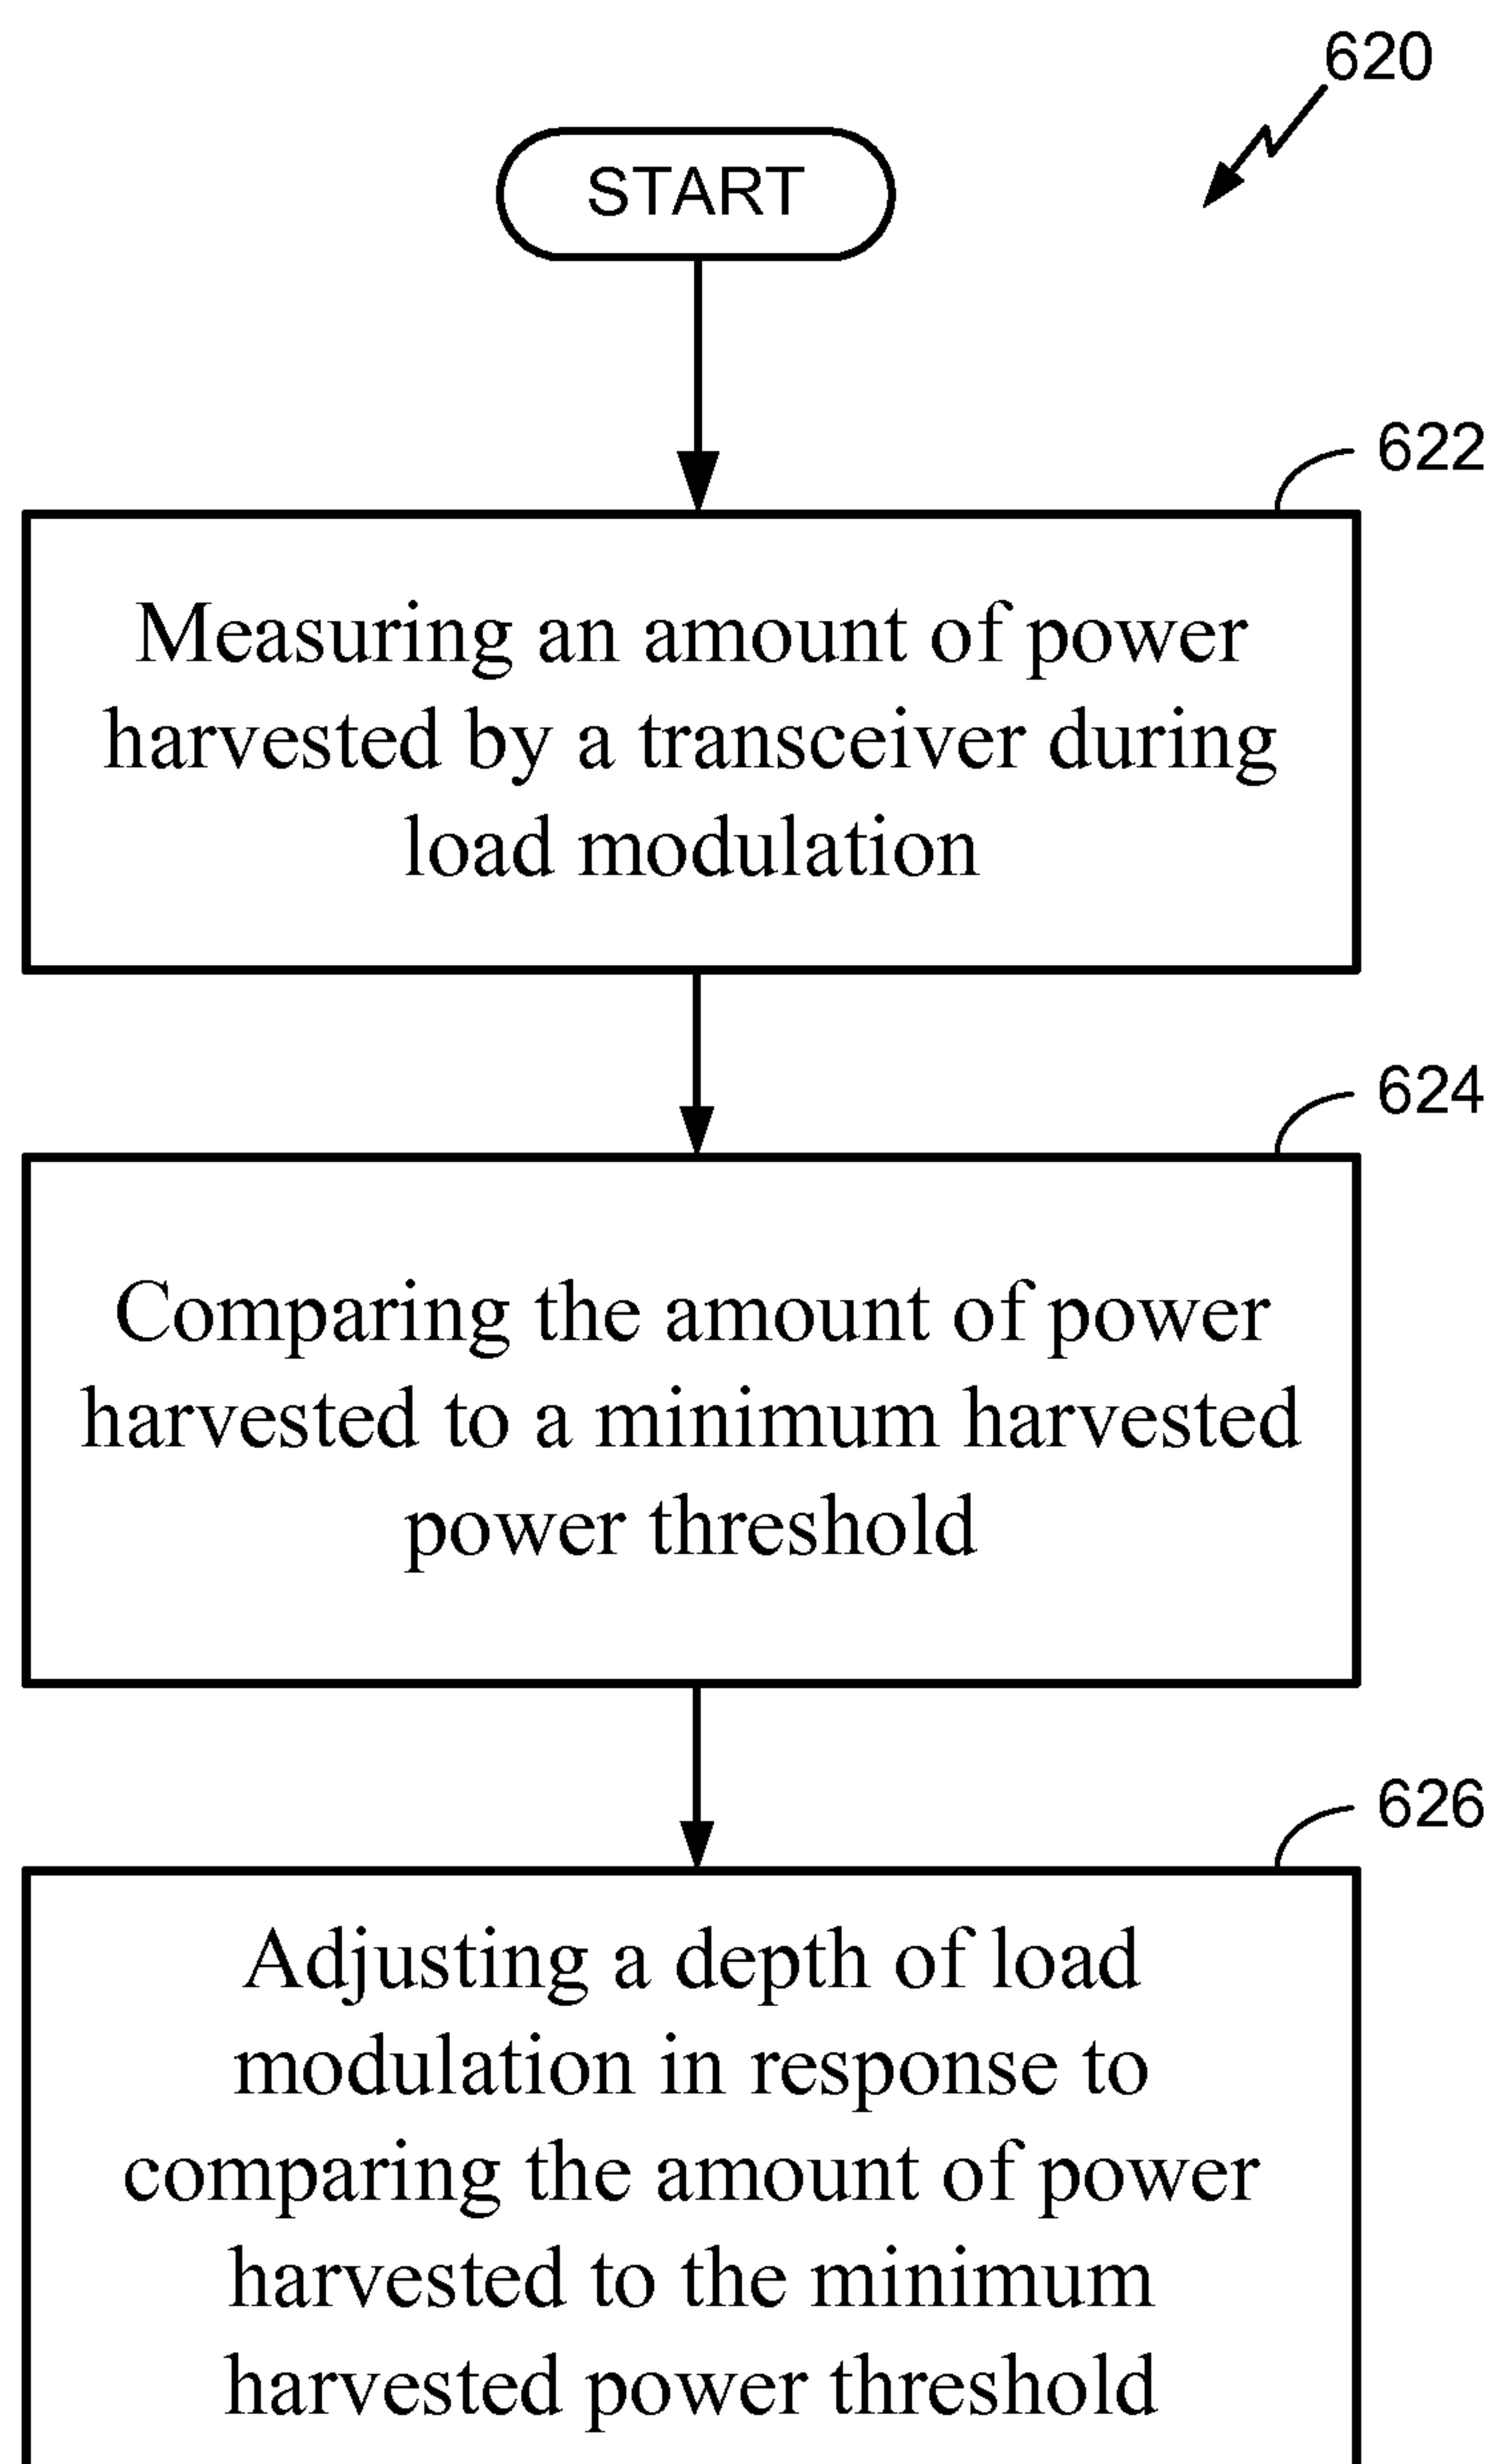 620
START
622
Measuring an amount of power
harvested by a transceiver during
load modulation
624
Comparing the amount of power
harvested to a minimum harvested
power threshold
626
Adjusting a depth of load
modulation in response to
comparing the amount of power
harvested to the minimum
harvested power threshold